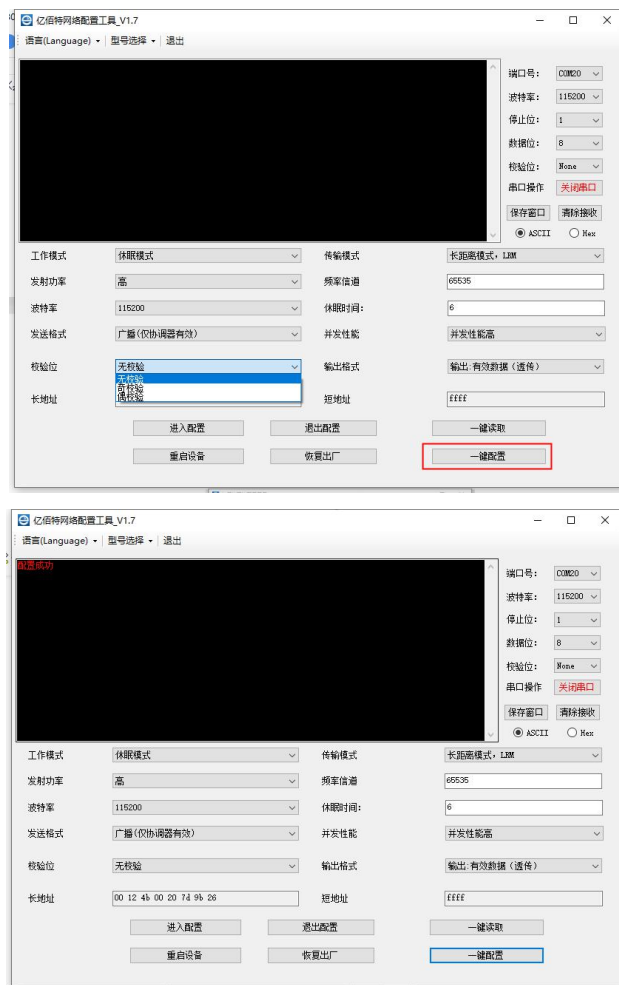 亿佰特网络配置工具_V1.7
语言(Language) 型号选择 退出
端口号： COM20
波特率： 115200
停止位： 1
数据位： 8
校验位： None
串口操作 关闭串口
保存窗口 清除接收
ASCII Hex
工作模式 休眠模式 传输模式 长距离模式，LRM
发射功率 高 频率信道 65535
波特率 115200 休眠时间： 6
发送格式 广播(仅协调器有效) 并发性能 并发性能高
校验位 无校验 输出格式 输出:有效数据（透传）
无校验
奇校验
偶校验
长地址 短地址 ffff
进入配置 退出配置 一键读取
重启设备 恢复出厂 一键配置
亿佰特网络配置工具_V1.7
语言(Language) 型号选择 退出
配置成功
端口号： COM20
波特率： 115200
停止位： 1
数据位： 8
校验位： None
串口操作 关闭串口
保存窗口 清除接收
ASCII Hex
工作模式 休眠模式 传输模式 长距离模式，LRM
发射功率 高 频率信道 65535
波特率 115200 休眠时间： 6
发送格式 广播(仅协调器有效) 并发性能 并发性能高
校验位 无校验 输出格式 输出:有效数据（透传）
长地址 00 12 4b 00 20 7d 9b 26 短地址 ffff
进入配置 退出配置 一键读取
重启设备 恢复出厂 一键配置